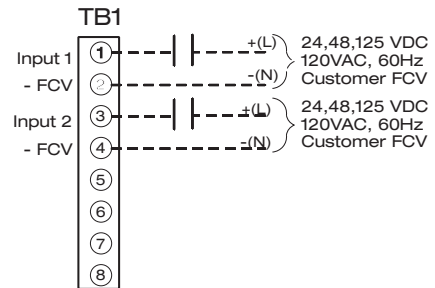 TB1
Input 1 1 +(L) 24,48,125 VDC
120VAC, 60Hz
- FCV 2 -(N) Customer FCV
Input 2 3 +(L) 24,48,125 VDC
120VAC, 60Hz
- FCV 4 -(N) Customer FCV
5
6
7
8